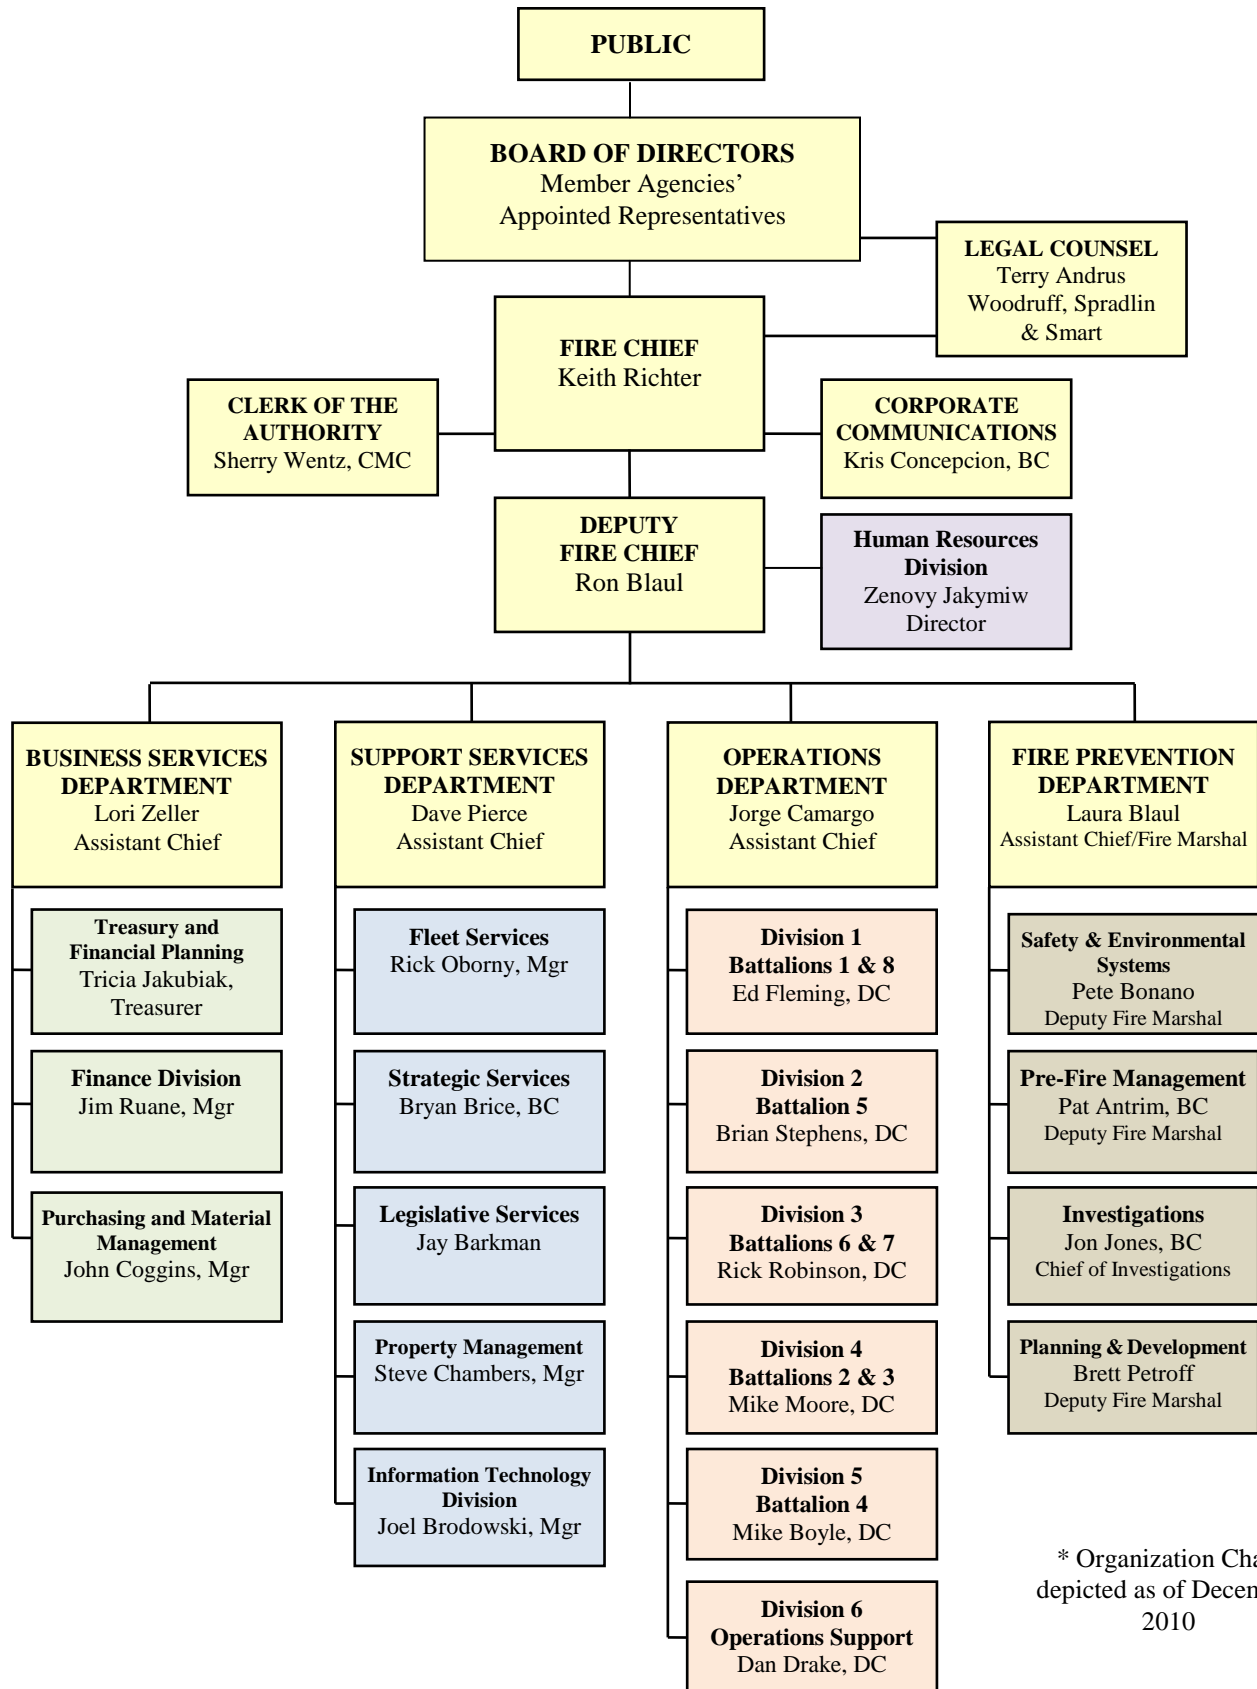 PUBLIC
BOARD OF DIRECTORS
Member Agencies’
Appointed Representatives
LEGAL COUNSEL
Terry Andrus
Woodruff, Spradlin
& Smart
FIRE CHIEF
Keith Richter
CLERK OF THE
AUTHORITY
Sherry Wentz, CMC
CORPORATE
COMMUNICATIONS
Kris Concepcion, BC
DEPUTY
FIRE CHIEF
Ron Blaul
Human Resources
Division
Zenovy Jakymiw
Director
BUSINESS SERVICES
DEPARTMENT
Lori Zeller
Assistant Chief
Treasury and
Financial Planning
Tricia Jakubiak,
Treasurer
Finance Division
Jim Ruane, Mgr
Purchasing and Material
Management
John Coggins, Mgr
SUPPORT SERVICES
DEPARTMENT
Dave Pierce
Assistant Chief
Fleet Services
Rick Oborny, Mgr
Strategic Services
Bryan Brice, BC
Legislative Services
Jay Barkman
Property Management
Steve Chambers, Mgr
Information Technology
Division
Joel Brodowski, Mgr
OPERATIONS
DEPARTMENT
Jorge Camargo
Assistant Chief
Division 1
Battalions 1 & 8
Ed Fleming, DC
Division 2
Battalion 5
Brian Stephens, DC
Division 3
Battalions 6 & 7
Rick Robinson, DC
Division 4
Battalions 2 & 3
Mike Moore, DC
Division 5
Battalion 4
Mike Boyle, DC
Division 6
Operations Support
Dan Drake, DC
FIRE PREVENTION
DEPARTMENT
Laura Blaul
Assistant Chief/Fire Marshal
Safety & Environmental
Systems
Pete Bonano
Deputy Fire Marshal
Pre-Fire Management
Pat Antrim, BC
Deputy Fire Marshal
Investigations
Jon Jones, BC
Chief of Investigations
Planning & Development
Brett Petroff
Deputy Fire Marshal
* Organization
depicted as of
2010